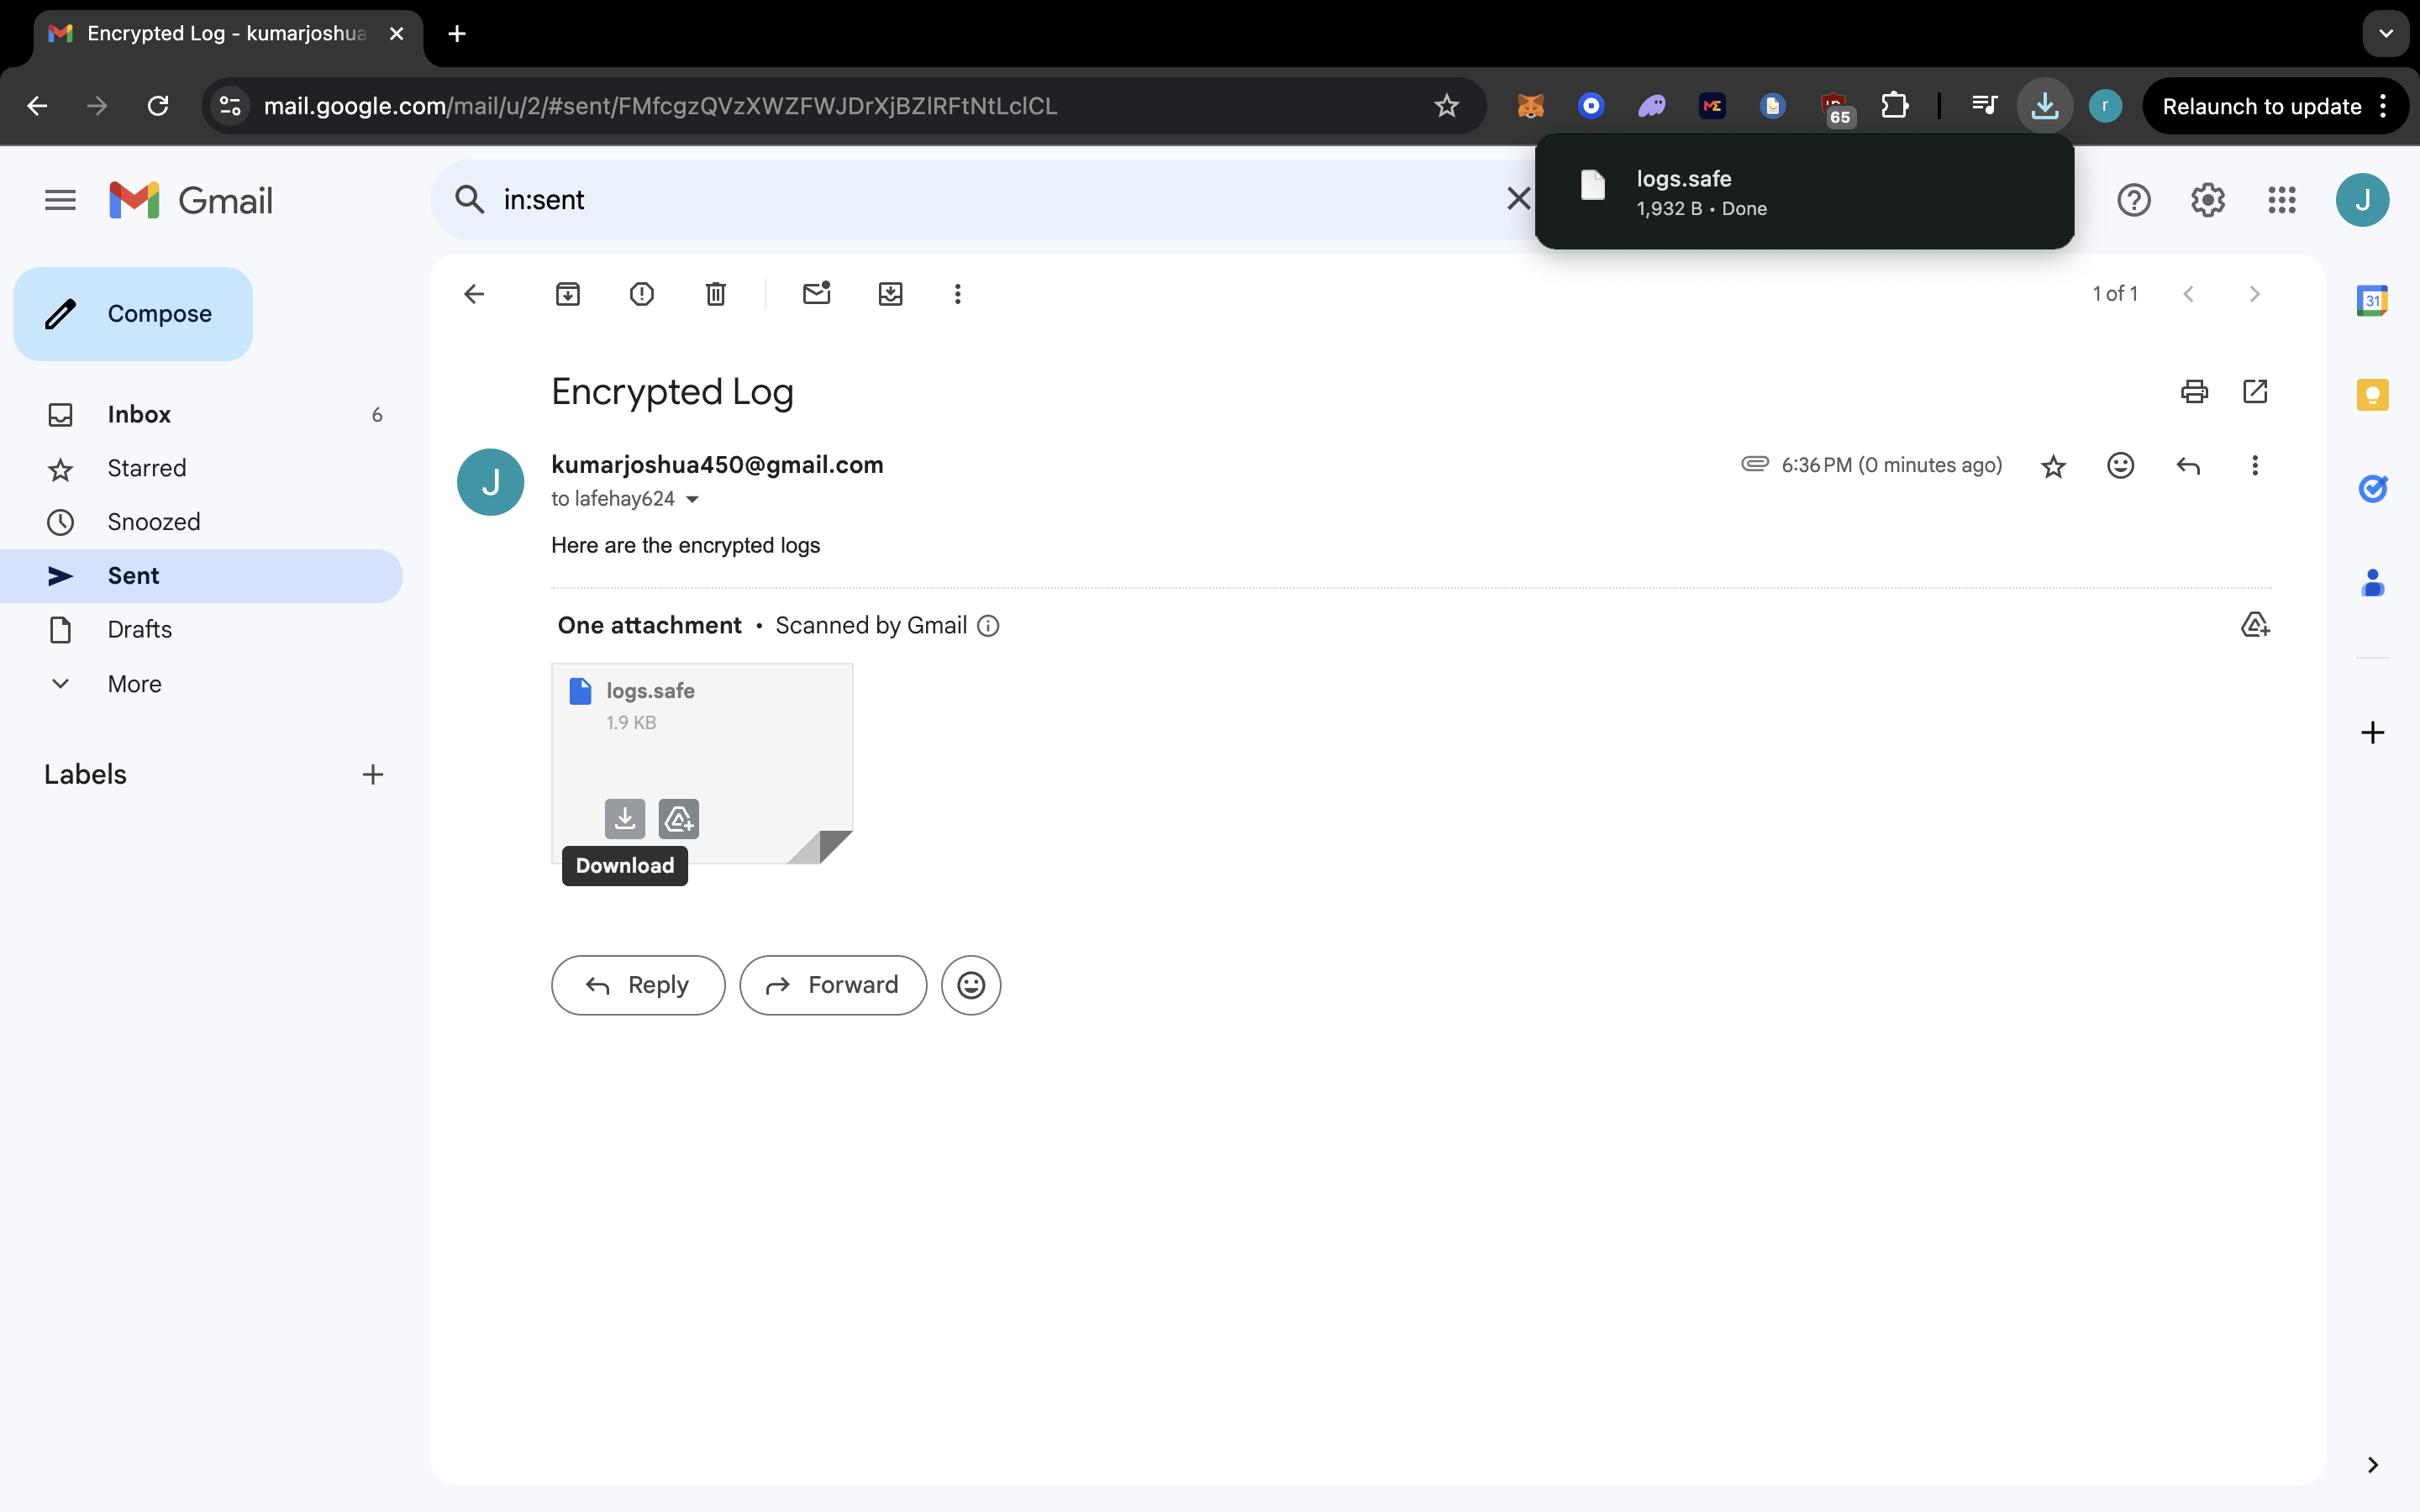 Encrypted Log - kumarjoshua
mail.google.com/mail/u/2/#sent/FMfcgzQVzXWZFWJDrXjBZlRFtNtLclCL
65
r
Relaunch to update
logs.safe
1,932 B • Done
Gmail
in:sent
J
Compose
1 of 1
31
Inbox 6
Starred
Snoozed
Sent
Drafts
More
Labels
Encrypted Log
J
kumarjoshua450@gmail.com
6:36 PM (0 minutes ago)
to lafehay624
Here are the encrypted logs
One attachment • Scanned by Gmail
logs.safe
1.9 KB
Download
Reply
Forward